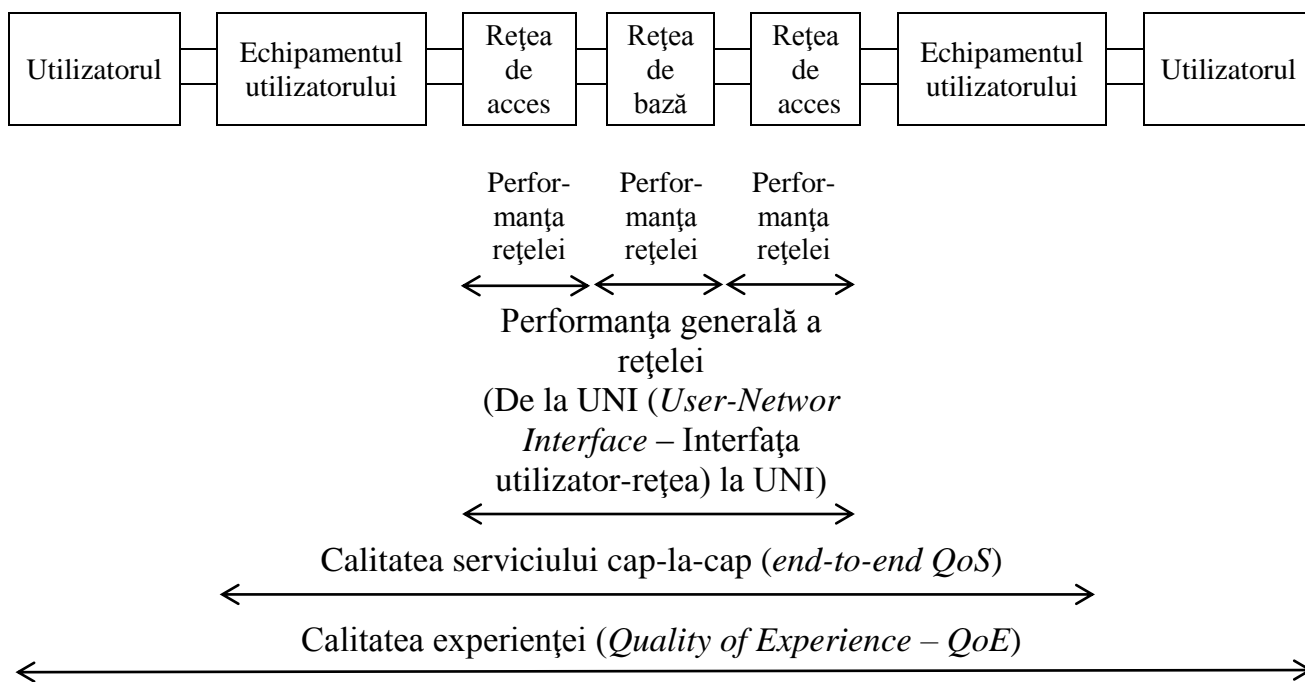 Utilizatorul
Echipamentul
utilizatorului
Reţea
de
acces
Reţea
de
bază
Reţea
de
acces
Echipamentul
utilizatorului
Utilizatorul
Perfor-
manţa
reţelei
Perfor-
manţa
reţelei
Perfor-
manţa
reţelei
Performanţa generală a
reţelei
(De la UNI (User-Networ
Interface – Interfaţa
utilizator-reţea) la UNI)
Calitatea serviciului cap-la-cap (end-to-end QoS)
Calitatea experienţei (Quality of Experience – QoE)